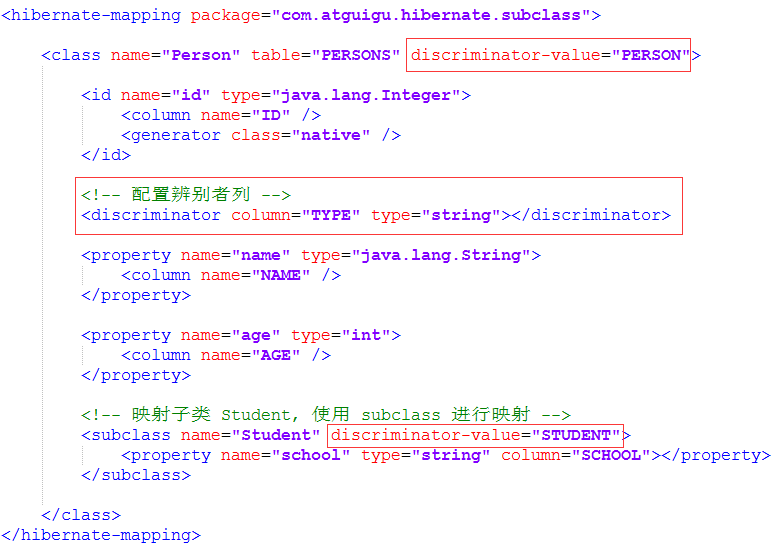 <hibernate-mapping package="com.atguigu.hibernate.subclass">
<class name="Person" table="PERSONS" discriminator-value="PERSON">
<id name="id" type="java.lang.Integer">
<column name="ID" />
<generator class="native" />
</id>
<!-- 配置辨别者列 -->
<discriminator column="TYPE" type="string"></discriminator>
<property name="name" type="java.lang.String">
<column name="NAME" />
</property>
<property name="age" type="int">
<column name="AGE" />
</property>
<!-- 映射子类 Student, 使用 subclass 进行映射 -->
<subclass name="Student" discriminator-value="STUDENT">
<property name="school" type="string" column="SCHOOL"></property>
</subclass>
</class>
</hibernate-mapping>